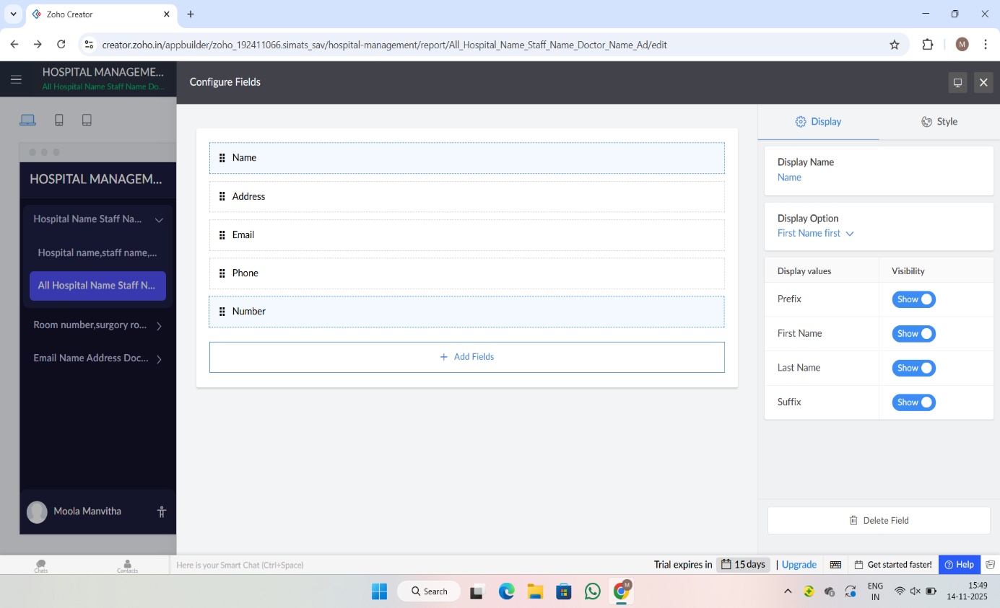 Zoho Creator
creator.zoho.in/appbuilder/zoho_192411066.simats_sav/hospital-management/report/All_Hospital_Name_Staff_Name_Doctor_Name_Ad/edit
M
HOSPITAL MANAGEME...
All Hospital Name Staff Name Do...
Configure Fields
HOSPITAL MANAGEM...
Hospital Name Staff Na...
Hospital name,staff name,...
All Hospital Name Staff N...
Room number,surgory ro...
Email Name Address Doc...
Moola Manvitha
Name
Address
Email
Phone
Number
+ Add Fields
Display
Style
Display Name
Name
Display Option
First Name first
Display values Visibility
Prefix Show
First Name Show
Last Name Show
Suffix Show
Delete Field
Chats
Contacts
Here is your Smart Chat (Ctrl+Space)
Trial expires in 15 days | Upgrade
Get started faster!
Help
Search
M
ENG
IN
15:49
14-11-2025